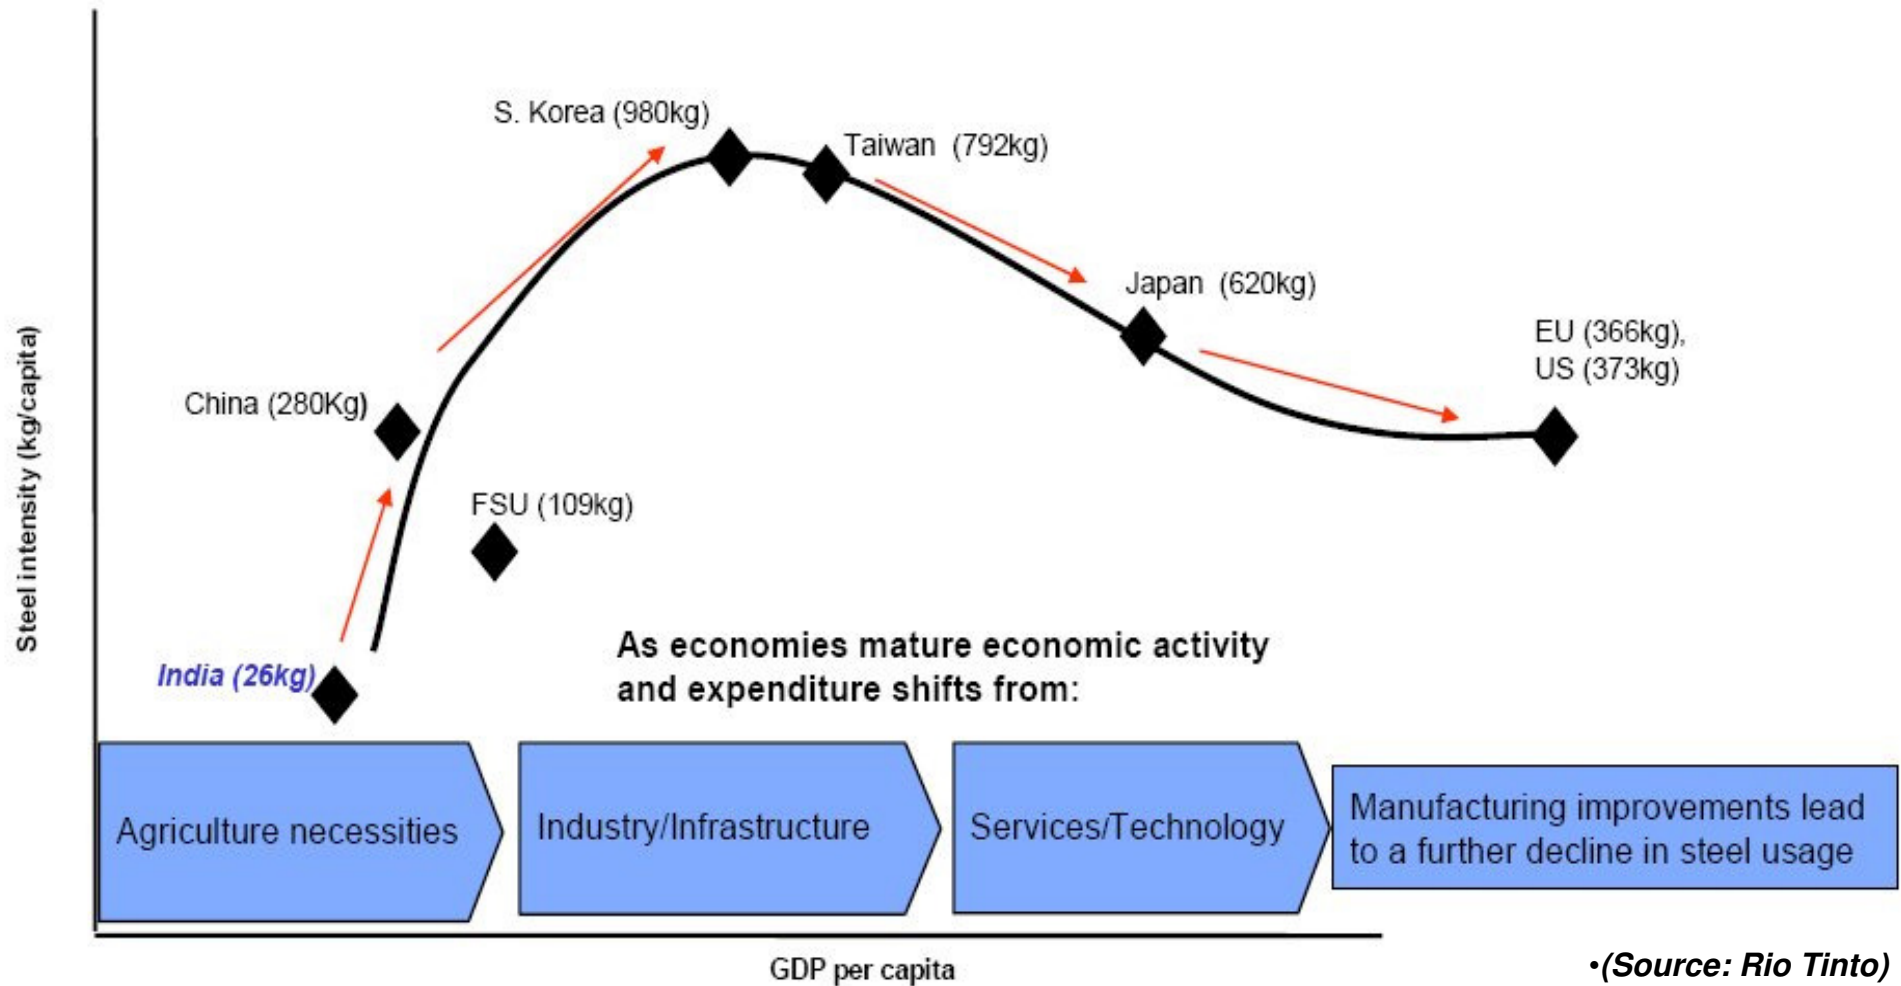 S. Korea (980kg)
Taiwan (792kg)
Japan (620kg)
EU (366kg),
US (373kg)
China (280Kg)
FSU (109kg)
India (26kg)
Steel intensity (kg/capita)
As economies mature economic activity
and expenditure shifts from:
Agriculture necessities
Industry/Infrastructure
Services/Technology
Manufacturing improvements lead
to a further decline in steel usage
GDP per capita
•(Source: Rio Tinto)